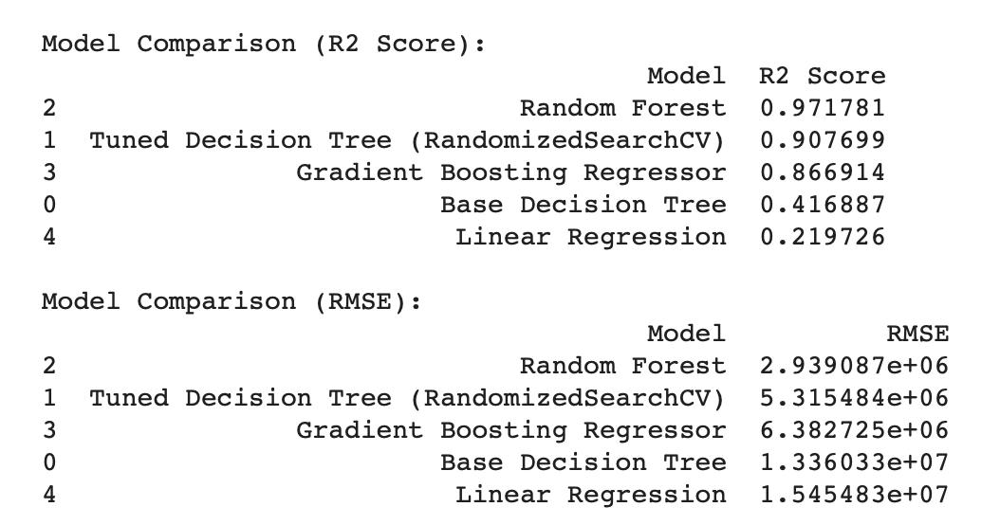 Model Comparison (R2 Score):
Model R2 Score
2 Random Forest 0.971781
1 Tuned Decision Tree (RandomizedSearchCV) 0.907699
3 Gradient Boosting Regressor 0.866914
0 Base Decision Tree 0.416887
4 Linear Regression 0.219726
Model Comparison (RMSE):
Model RMSE
2 Random Forest 2.939087e+06
1 Tuned Decision Tree (RandomizedSearchCV) 5.315484e+06
3 Gradient Boosting Regressor 6.382725e+06
0 Base Decision Tree 1.336033e+07
4 Linear Regression 1.545483e+07